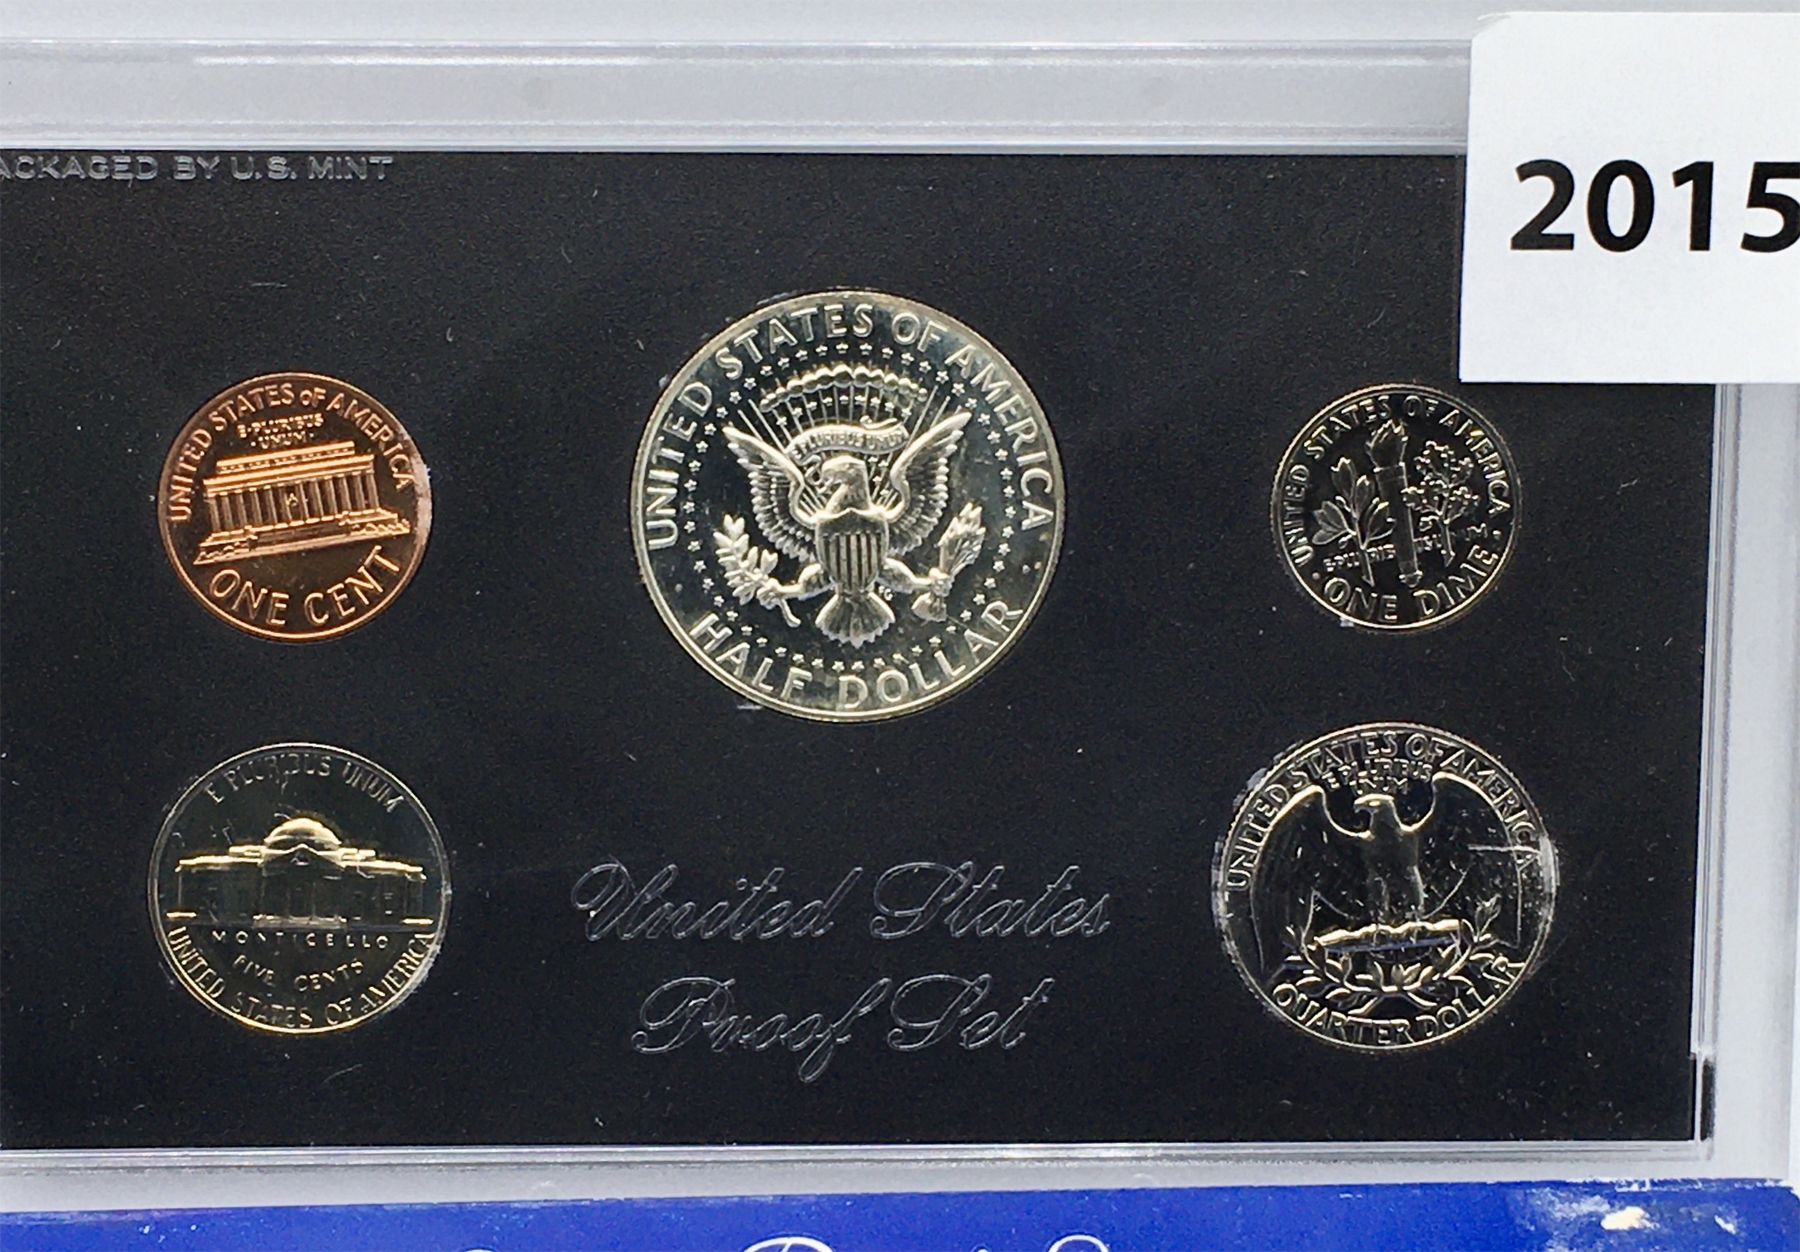 ACKAGED BY U.S. MINT
2015
UNITED STATES OF AMERICA
E·PLURIBUS
·UNUM·
ONE CENT
UNITED STATES OF AMERICA
E PLURIBUS UNUM
FG
HALF DOLLAR
UNITED STATES OF AMERICA
E·PLURIB
· ONE DIME ·
E PLURIBUS UNUM
MONTICELLO
FIVE CENTS
UNITED STATES OF AMERICA
United States
Proof Set
UNITED STATES OF AMERICA
E PLURIBUS
UNUM
QUARTER DOLLAR